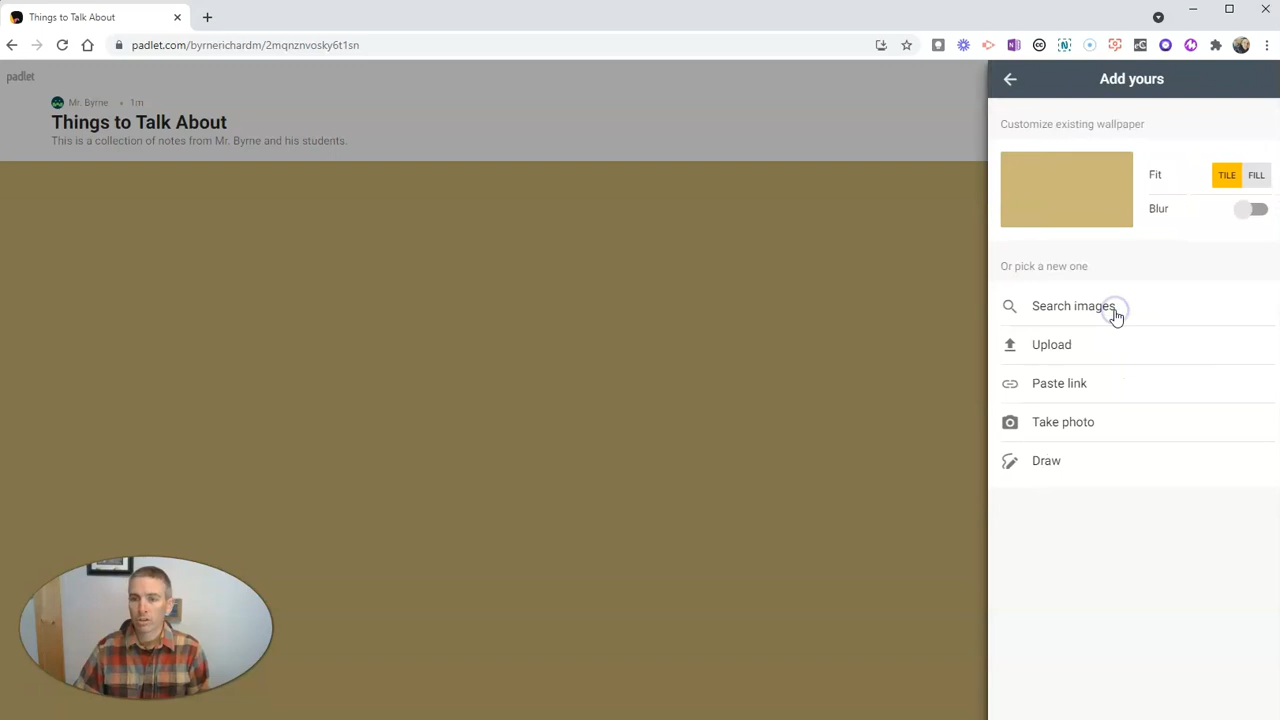 Things to Talk About
padlet.com/byrnerichardm/2mqnznvosky6t1sn
padlet
Mr. Byrne • 1m
Things to Talk About
This is a collection of notes from Mr. Byrne and his students.
Add yours
Customize existing wallpaper
Fit TILE FILL
Blur
Or pick a new one
Search images
Upload
Paste link
Take photo
Draw